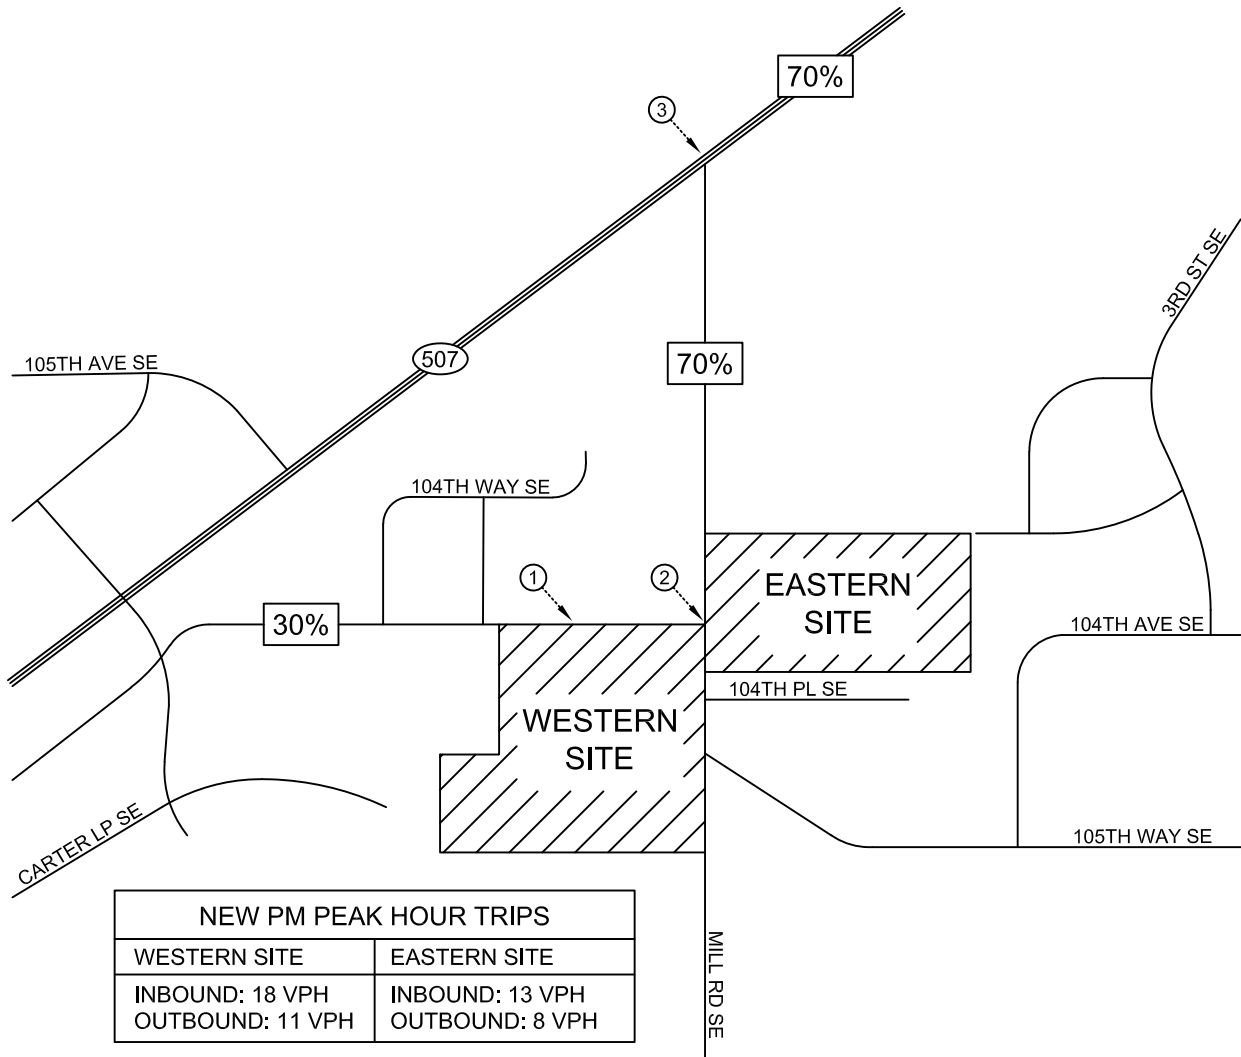 70%
3
3RD ST SE
507
105TH AVE SE
70%
104TH WAY SE
1
2
EASTERN
SITE
30%
104TH AVE SE
104TH PL SE
WESTERN
SITE
CARTER LP SE
105TH WAY SE
MILL RD SE
NEW PM PEAK HOUR TRIPS
WESTERN SITE
EASTERN SITE
INBOUND: 18 VPH
OUTBOUND: 11 VPH
INBOUND: 13 VPH
OUTBOUND: 8 VPH